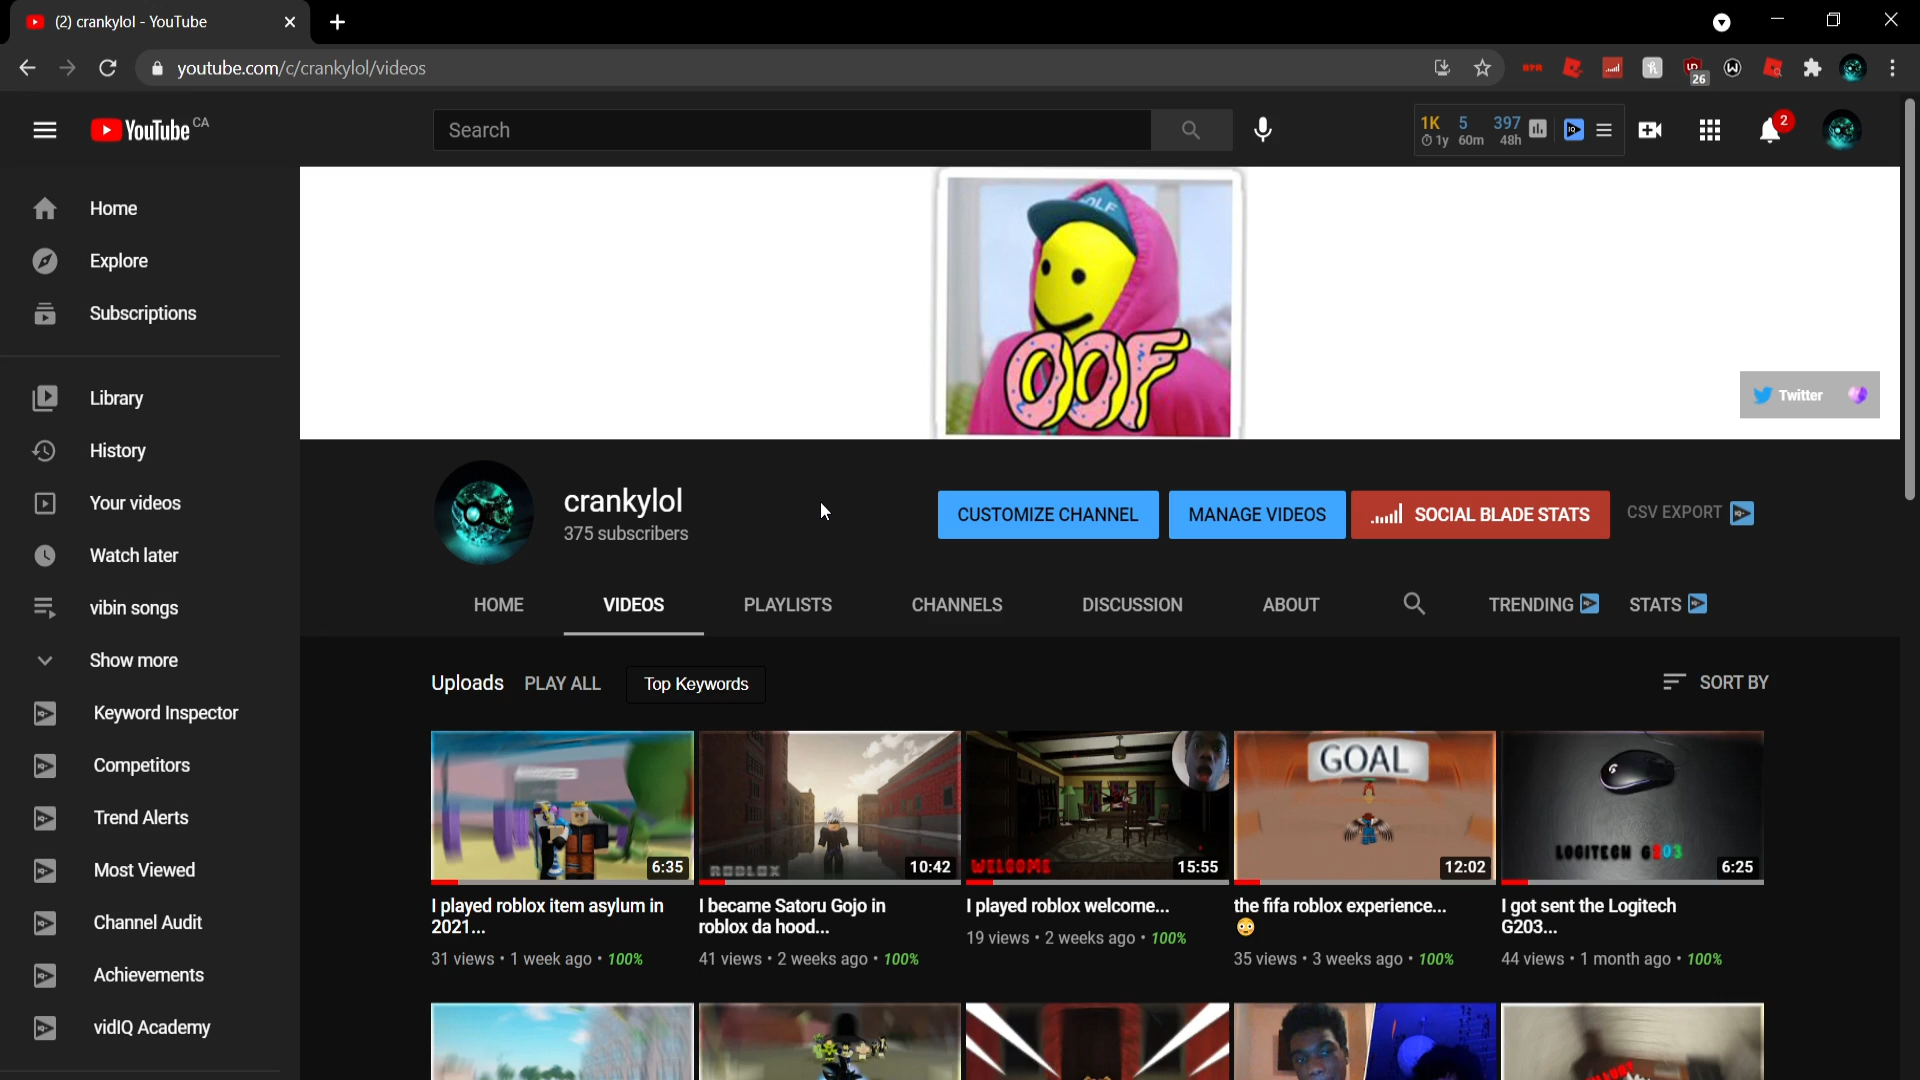 (2) crankylol - YouTube
youtube.com/c/crankylol/videos
26
YouTube CA
Search
1K 5 397
1y 60m 48h
2
Home
Explore
Subscriptions
Library
History
Your videos
Watch later
vibin songs
Show more
Keyword Inspector
Competitors
Trend Alerts
Most Viewed
Channel Audit
Achievements
vidIQ Academy
OOF
Twitter
crankylol
375 subscribers
CUSTOMIZE CHANNEL
MANAGE VIDEOS
SOCIAL BLADE STATS
CSV EXPORT
HOME
VIDEOS
PLAYLISTS
CHANNELS
DISCUSSION
ABOUT
TRENDING
STATS
Uploads
PLAY ALL
Top Keywords
SORT BY
6:35
I played roblox item asylum in
2021...
31 views • 1 week ago • 100%
ROBLOX
10:42
I became Satoru Gojo in
roblox da hood...
41 views • 2 weeks ago • 100%
WELCOME
15:55
I played roblox welcome...
19 views • 2 weeks ago • 100%
GOAL
12:02
the fifa roblox experience...
😳
35 views • 3 weeks ago • 100%
LOGITECH G203
6:25
I got sent the Logitech
G203...
44 views • 1 month ago • 100%